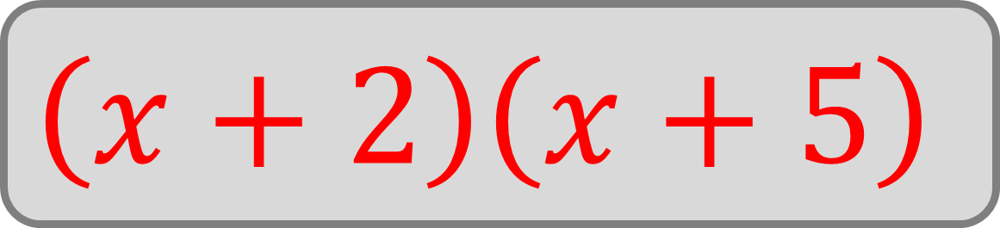 (x + 2)(x + 5)